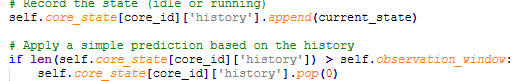 # Record the state (idle or running)
self.core_state[core_id]['history'].append(current_state)
# Apply a simple prediction based on the history
if len(self.core_state[core_id]['history']) > self.observation_window:
self.core_state[core_id]['history'].pop(0)